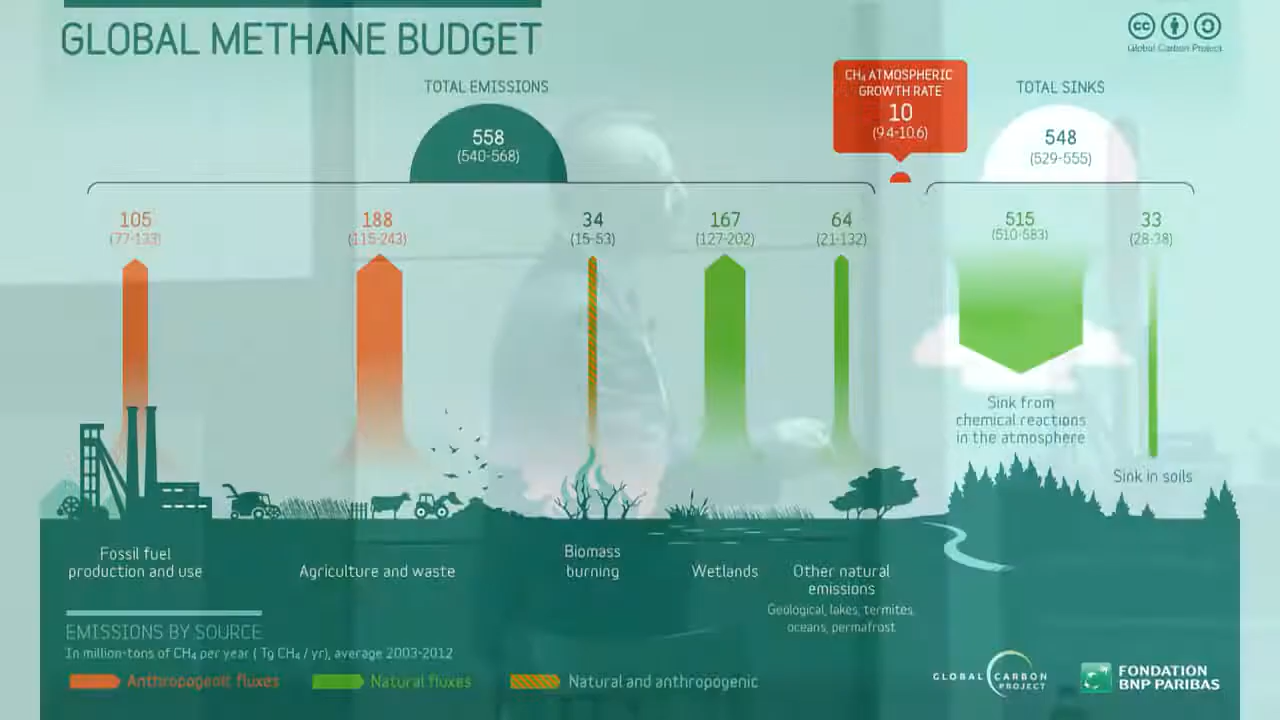 GLOBAL METHANE BUDGET
cc
Global Carbon Project
TOTAL EMISSIONS
558
(540-568)
CH₄ ATMOSPHERIC
GROWTH RATE
10
(9.4-10.6)
TOTAL SINKS
548
(529-555)
105
(77-133)
188
(115-243)
34
(15-53)
167
(127-202)
64
(21-132)
515
(510-583)
33
(28-38)
Sink from
chemical reactions
in the atmosphere
Sink in soils
Fossil fuel
production and use
Agriculture and waste
Biomass
burning
Wetlands
Other natural
emissions
Geological, lakes, termites,
oceans, permafrost
EMISSIONS BY SOURCE
In million-tons of CH₄ per year ( Tg CH₄ / yr), average 2003-2012
Anthropogenic fluxes
Natural fluxes
Natural and anthropogenic
GLOBAL CARBON
PROJECT
FONDATION
BNP PARIBAS